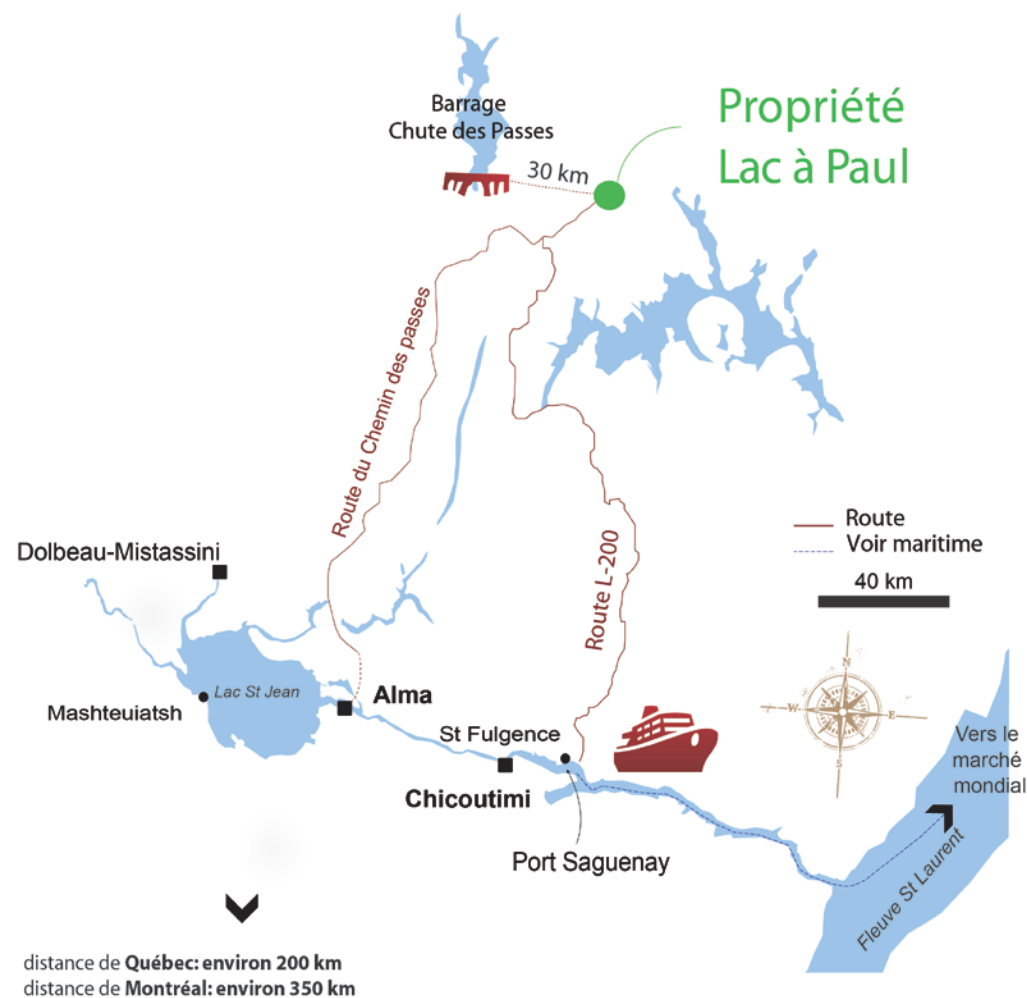 Barrage
Chute des Passes
30 km
Propriété
Lac à Paul
Route du Chemin des passes
Route L-200
Route
Voir maritime
40 km
Dolbeau-Mistassini
Mashteuiatsh
Lac St Jean
Alma
St Fulgence
Chicoutimi
Port Saguenay
N
W
E
S
Vers le
marché
mondial
Fleuve St Laurent
distance de Québec: environ 200 km
distance de Montréal: environ 350 km